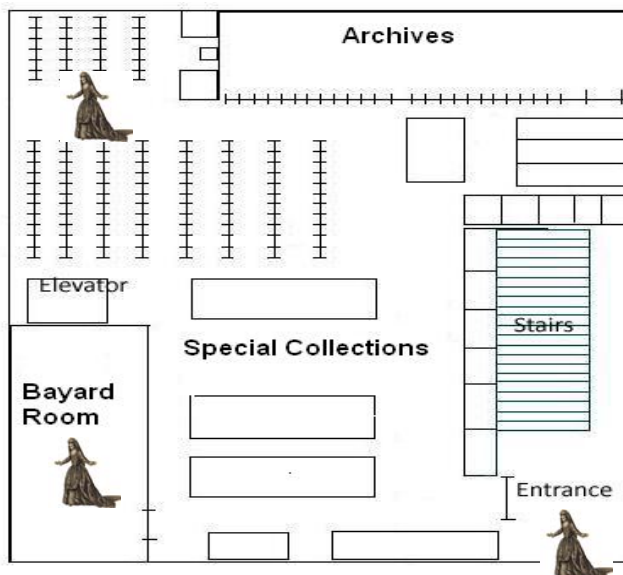 Archives
Elevator
Special Collections
Stairs
Bayard
Room
Entrance